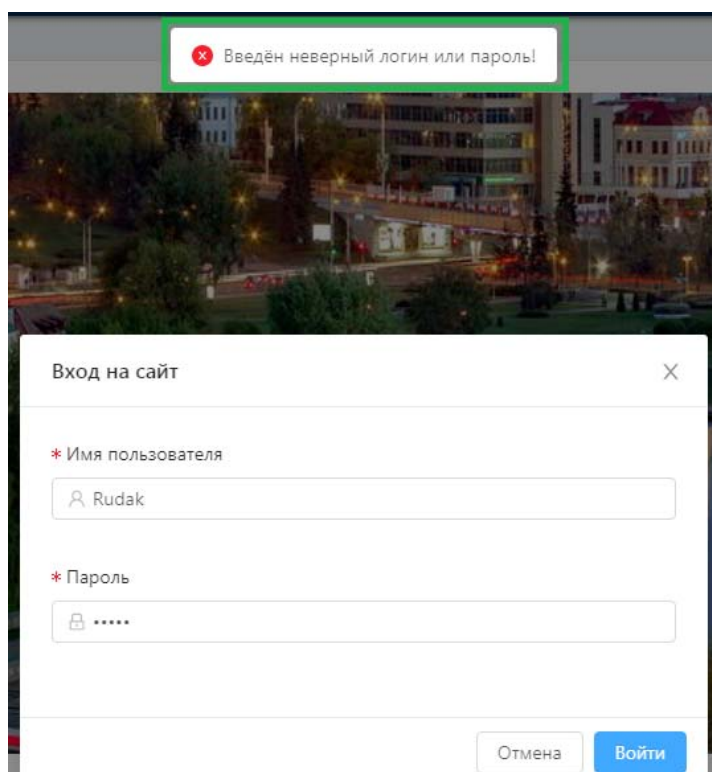 Введён неверный логин или пароль!
Вход на сайт
* Имя пользователя
Rudak
* Пароль
•••••
Отмена Войти